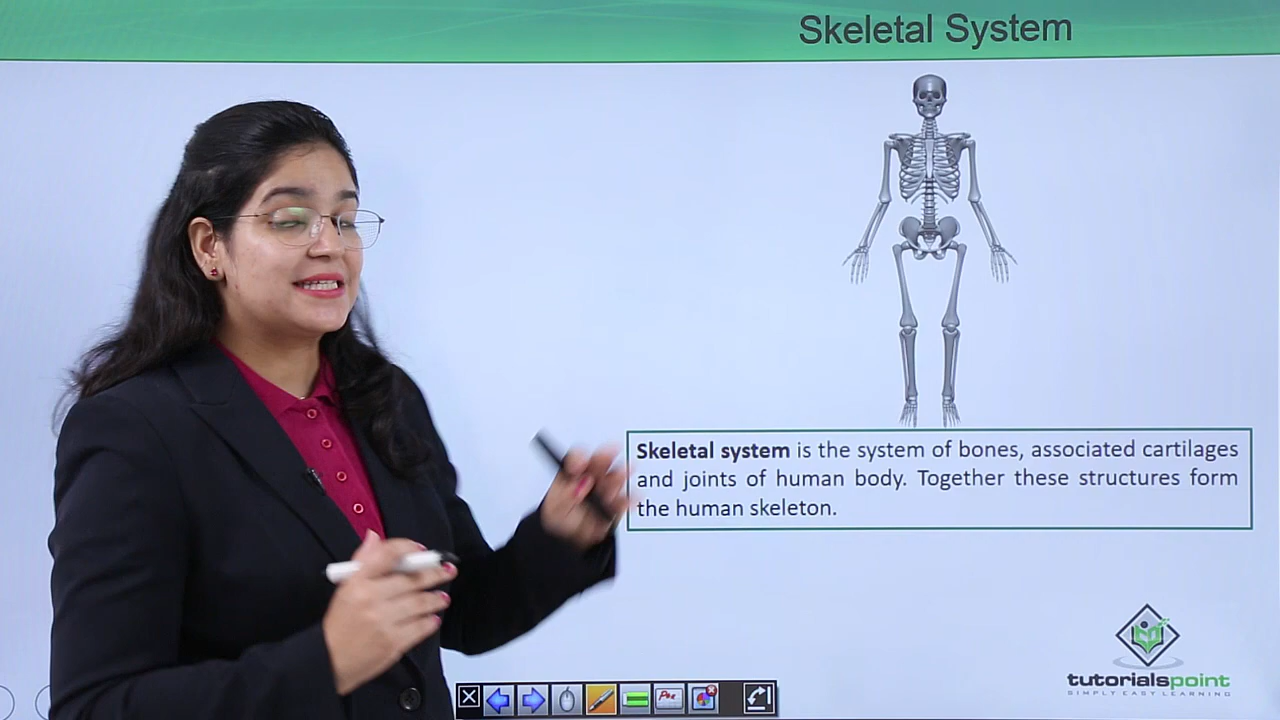 Skeletal System
Skeletal system is the system of bones, associated cartilages
and joints of human body. Together these structures form
the human skeleton.
tutorialspoint
SIMPLY EASY LEARNING
Pen